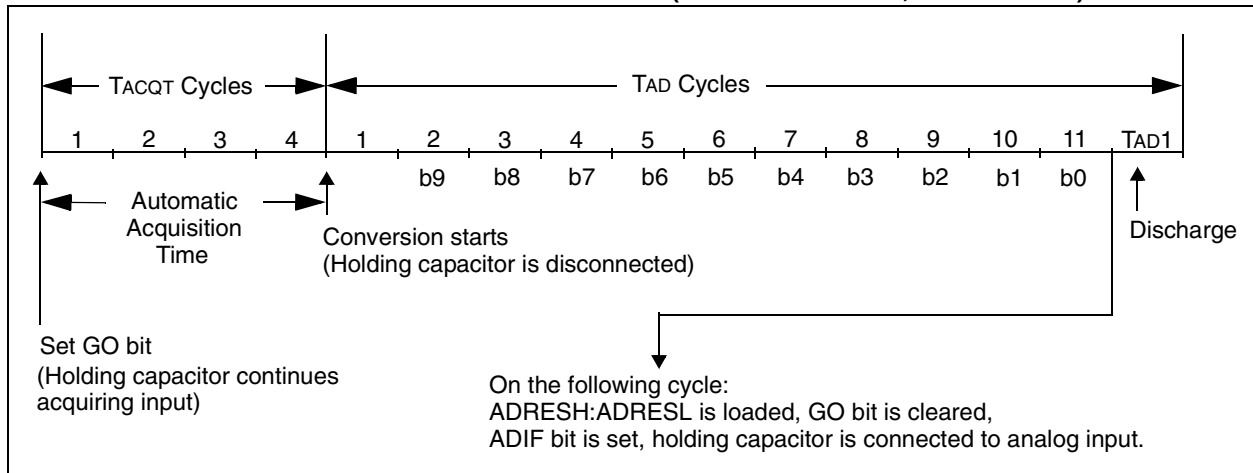 TACQT Cycles
TAD Cycles
1 2 3 4 1 2 3 4 5 6 7 8 9 10 11 TAD1
b9 b8 b7 b6 b5 b4 b3 b2 b1 b0
Automatic
Acquisition
Time
Conversion starts
(Holding capacitor is disconnected)
Discharge
Set GO bit
(Holding capacitor continues
acquiring input)
On the following cycle:
ADRESH:ADRESL is loaded, GO bit is cleared,
ADIF bit is set, holding capacitor is connected to analog input.